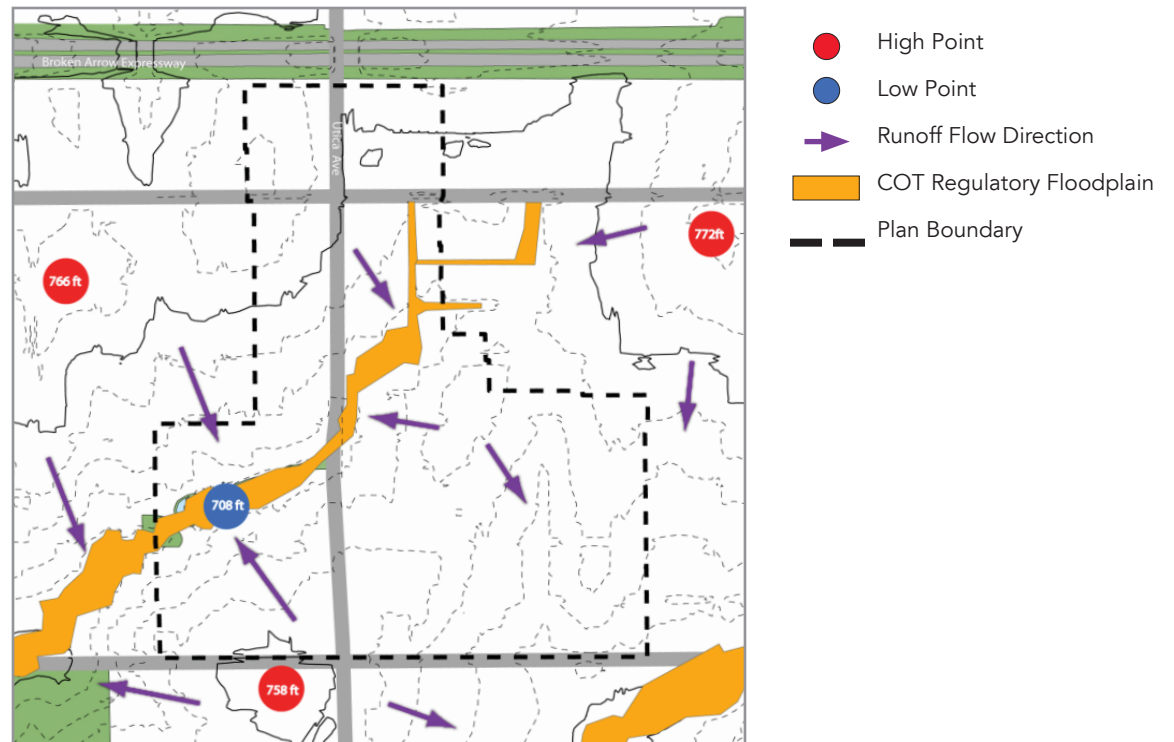 Broken Arrow Expressway
Utica Ave
772ft
766 ft
708 ft
758 ft
High Point
Low Point
Runoff Flow Direction
COT Regulatory Floodplain
Plan Boundary